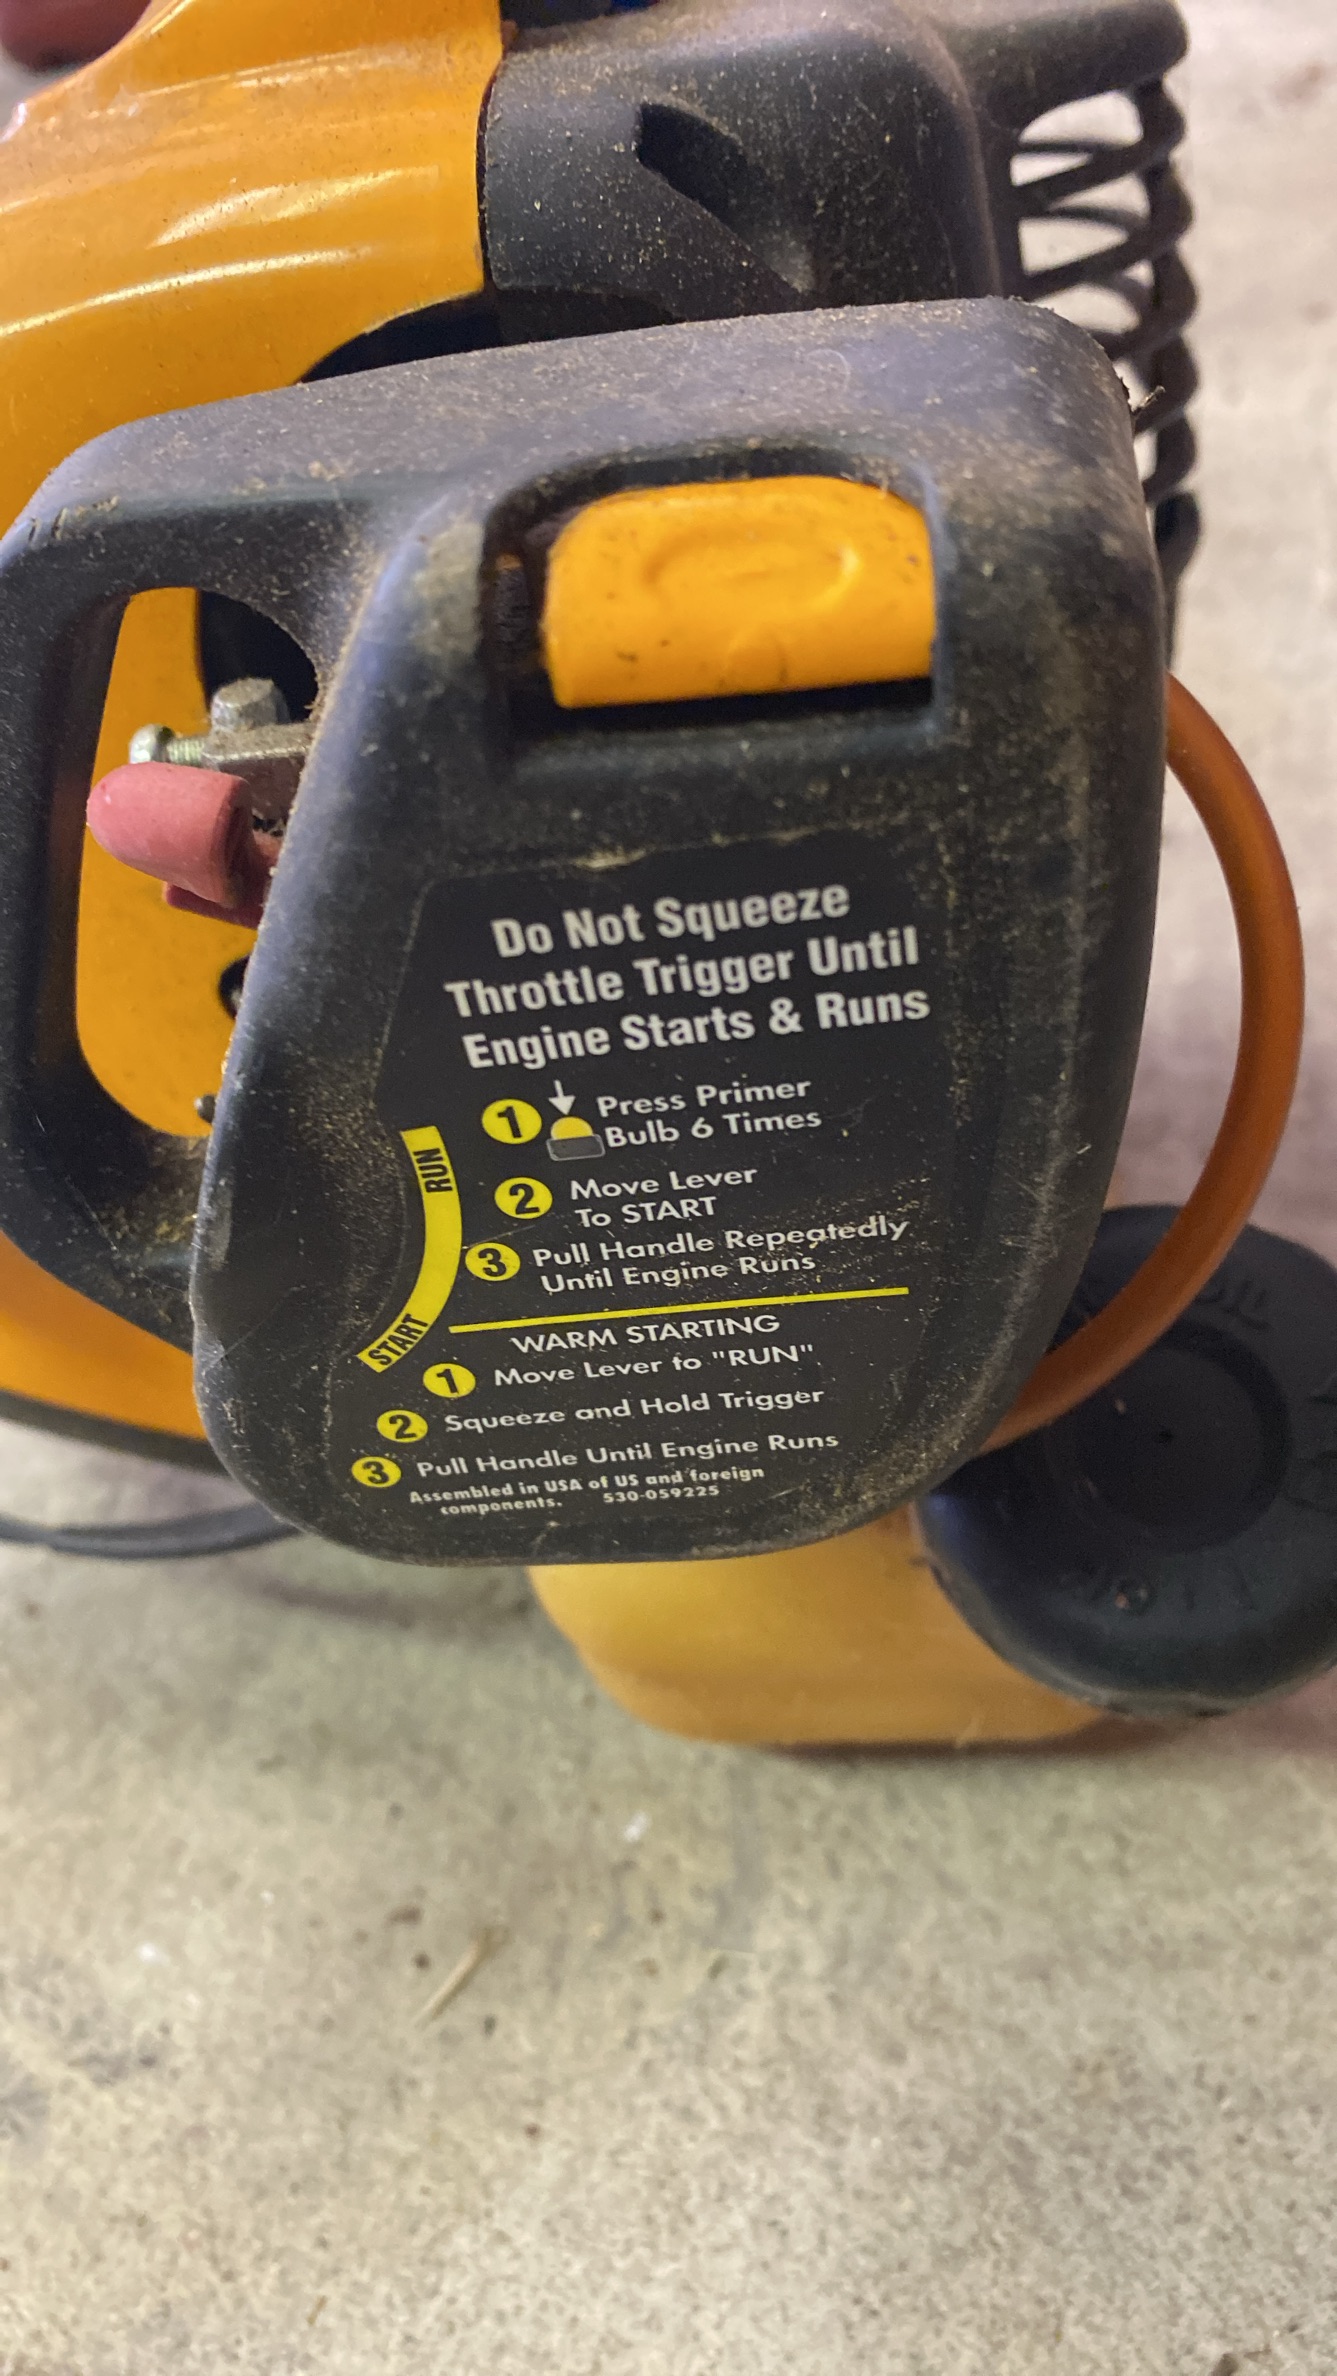 Do Not Squeeze
Throttle Trigger Until
Engine Starts & Runs
1 Press Primer
Bulb 6 Times
2 Move Lever
To START
3 Pull Handle Repeatedly
Until Engine Runs
RUN
START
WARM STARTING
1 Move Lever to "RUN"
2 Squeeze and Hold Trigger
3 Pull Handle Until Engine Runs
Assembled in USA of US and foreign
components. 530-059225